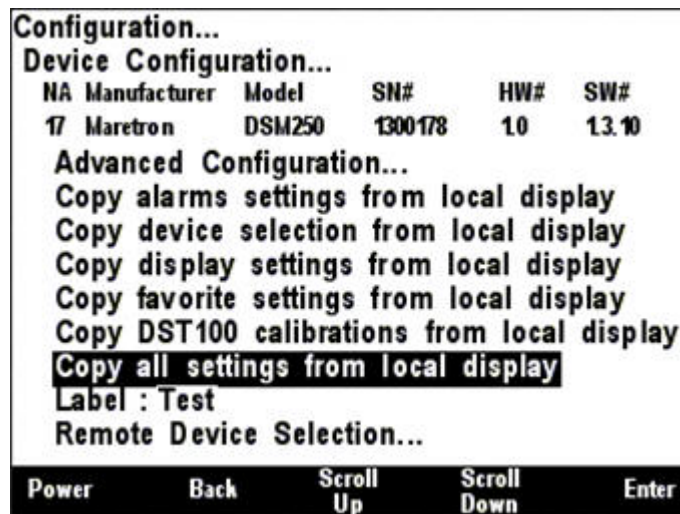 Configuration...
Device Configuration...
NA Manufacturer Model SN# HW# SW#
17 Maretron DSM250 1300178 1.0 1.3.10
Advanced Configuration...
Copy alarms settings from local display
Copy device selection from local display
Copy display settings from local display
Copy favorite settings from local display
Copy DST100 calibrations from local display
Copy all settings from local display
Label : Test
Remote Device Selection...
Power Back Scroll Up Scroll Down Enter